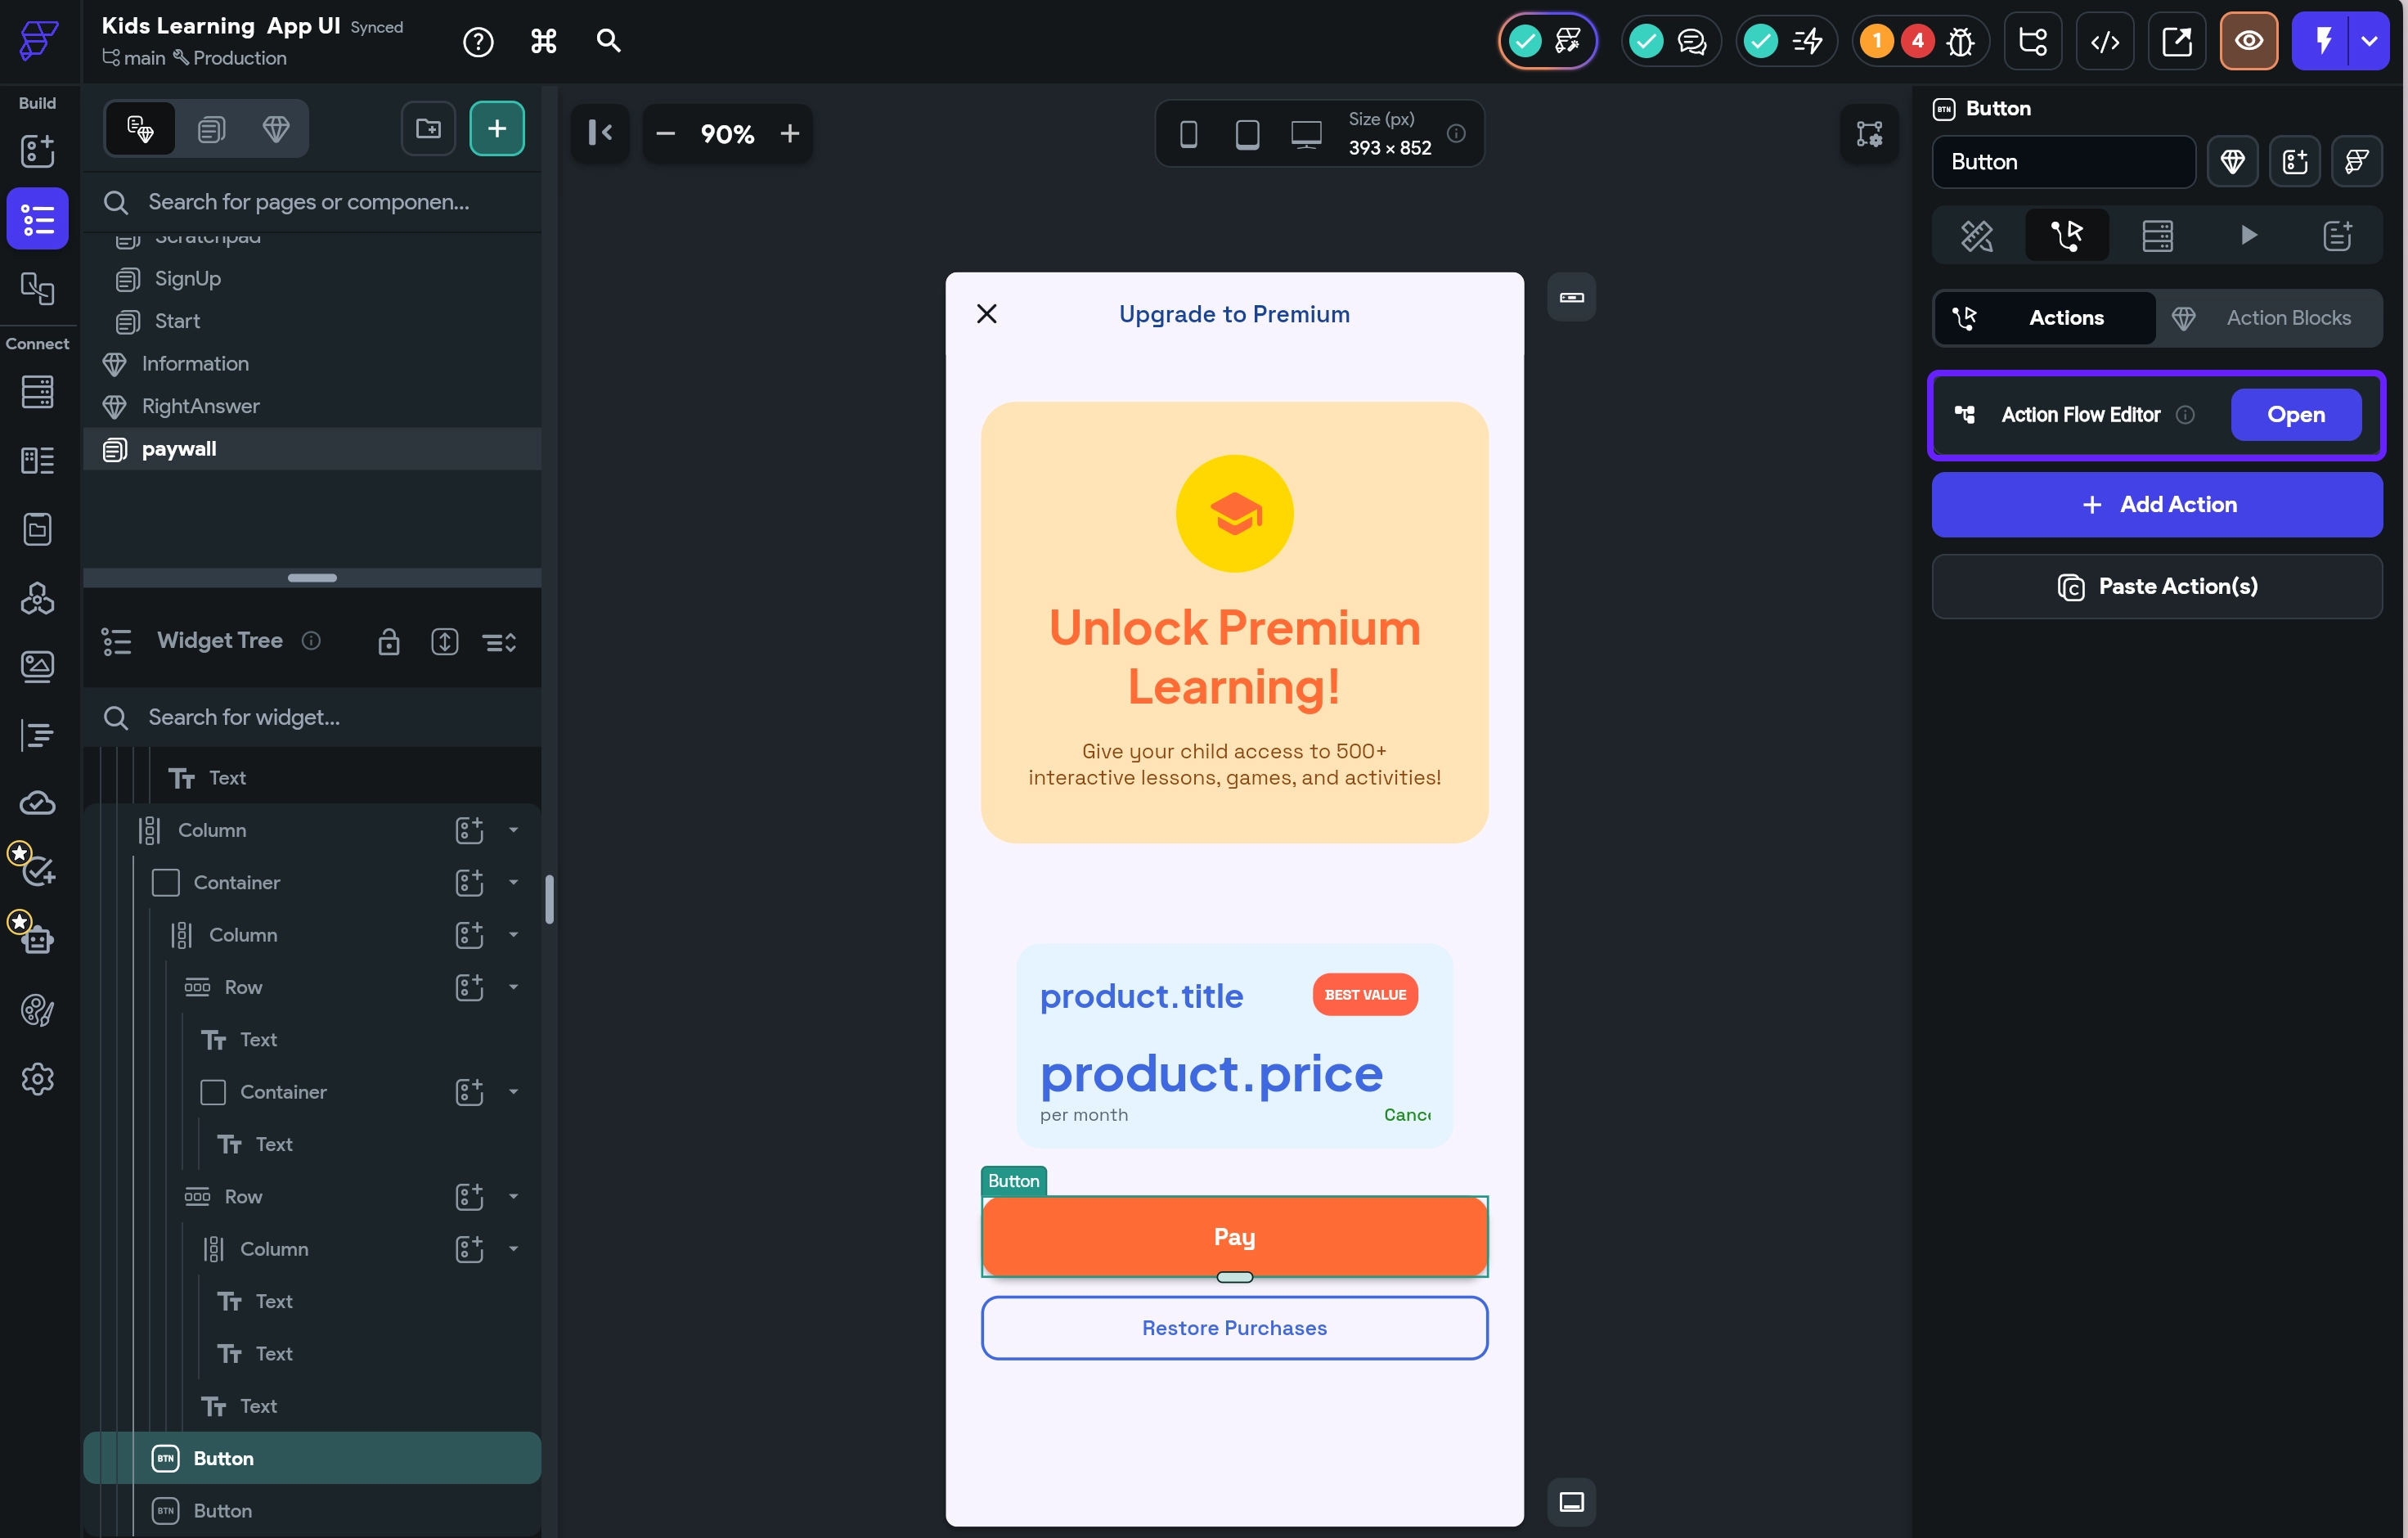 Kids Learning App UI Synced
main Production
1
4
Build
Connect
Search for pages or componen...
Scratchpad
SignUp
Start
Information
RightAnswer
paywall
Widget Tree
Search for widget...
Text
Column
Container
Column
Row
Text
Container
Text
Row
Column
Text
Text
Text
BTN Button
BTN Button
90%
Size (px)
393 × 852
Upgrade to Premium
Unlock Premium
Learning!
Give your child access to 500+
interactive lessons, games, and activities!
product.title
BEST VALUE
product.price
per month
Canc
Button
Pay
Restore Purchases
BTN Button
Button
Actions
Action Blocks
Action Flow Editor
Open
+ Add Action
Paste Action(s)